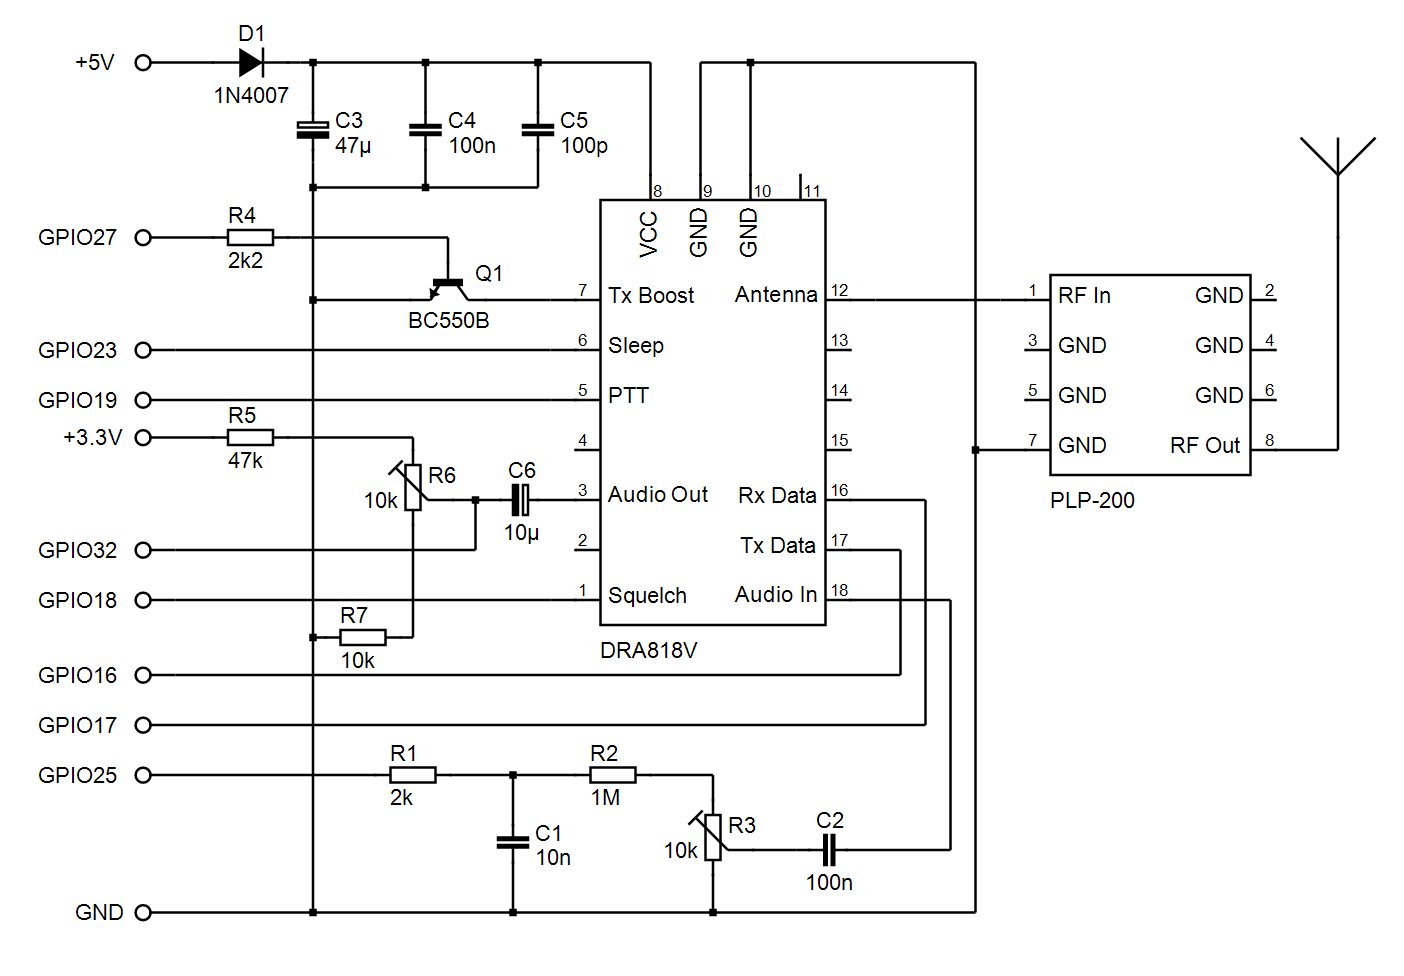 D1
+5V
1N4007
C3
47µ
C4
100n
C5
100p
8
9
10
11
VCC
GND
GND
GPIO27
R4
2k2
Q1
BC550B
7
Tx Boost
Antenna
12
1
RF In
GND
2
GPIO23
6
Sleep
13
3
GND
GND
4
GPIO19
5
PTT
14
5
GND
GND
6
+3.3V
R5
47k
4
15
7
GND
RF Out
8
R6
10k
C6
10µ
3
Audio Out
Rx Data
16
PLP-200
GPIO32
2
Tx Data
17
GPIO18
1
Squelch
Audio In
18
R7
10k
DRA818V
GPIO16
GPIO17
GPIO25
R1
2k
R2
1M
C1
10n
R3
10k
C2
100n
GND